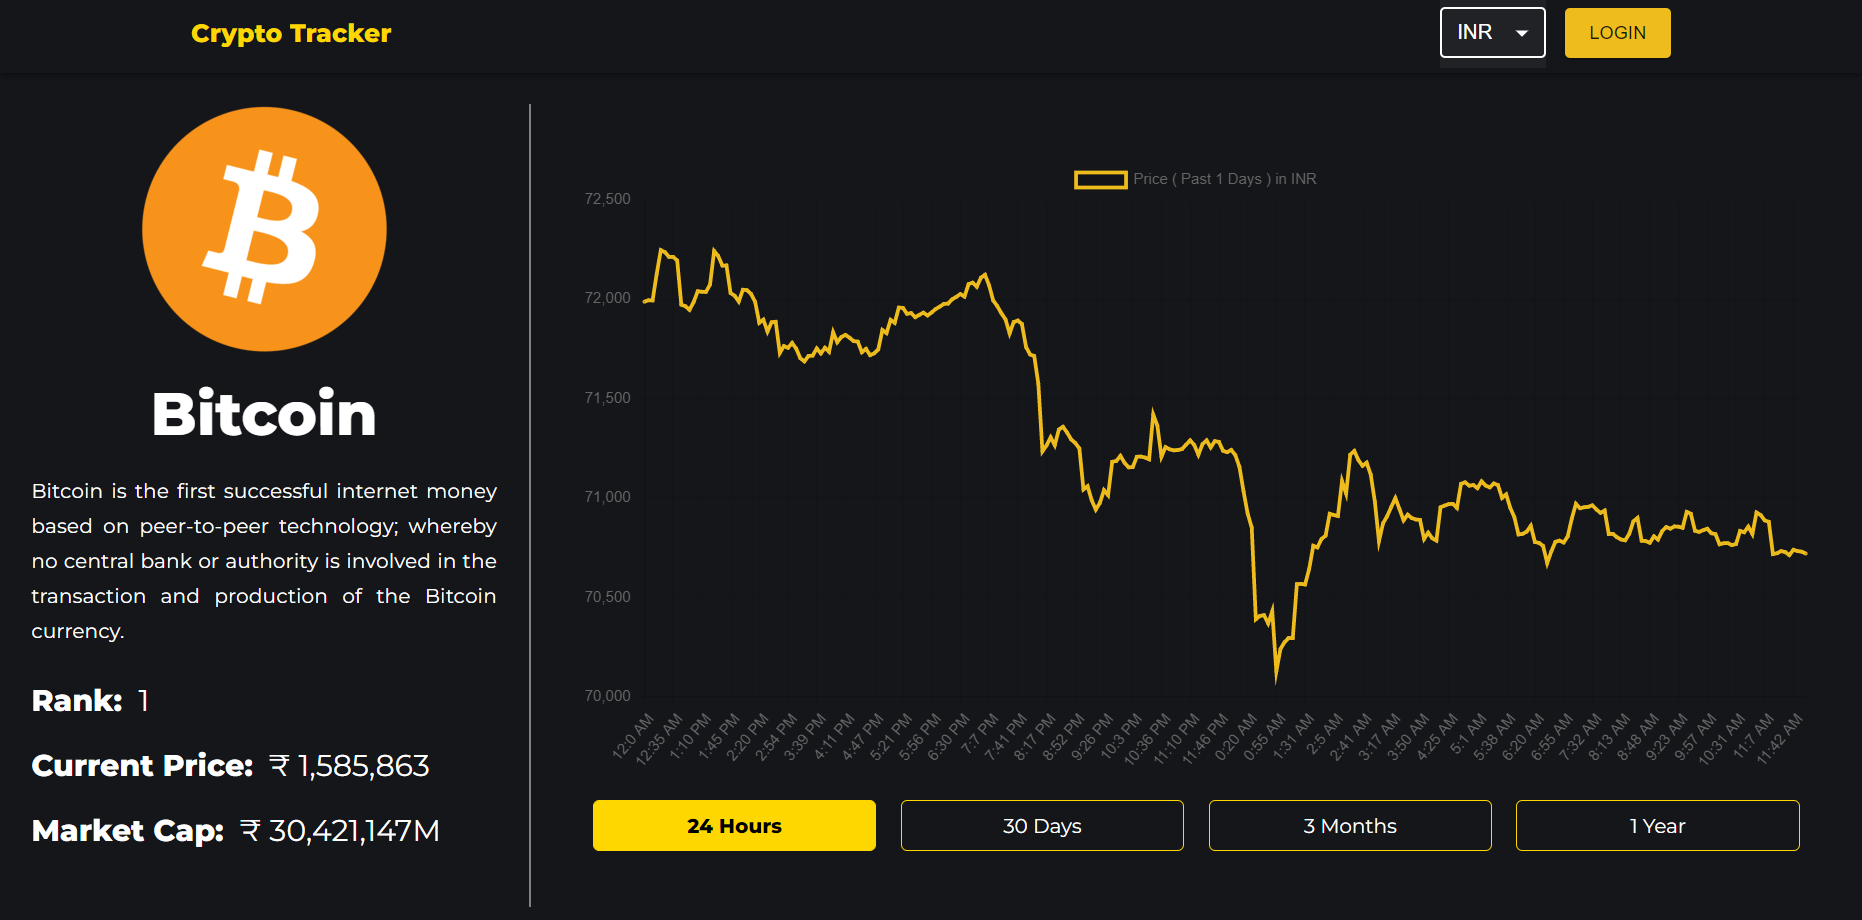 Crypto Tracker
INR
LOGIN
Bitcoin
Bitcoin is the first successful internet money
based on peer-to-peer technology; whereby
no central bank or authority is involved in the
transaction and production of the Bitcoin
currency.
Rank: 1
Current Price: ₹ 1,585,863
Market Cap: ₹ 30,421,147M
Price ( Past 1 Days ) in INR
72,500
72,000
71,500
71,000
70,500
70,000
12:0 AM
12:35 AM
1:10 PM
1:45 PM
2:20 PM
2:54 PM
3:39 PM
4:11 PM
4:47 PM
5:21 PM
5:56 PM
6:30 PM
7:7 PM
7:41 PM
8:17 PM
8:52 PM
9:26 PM
10:3 PM
10:36 PM
11:10 PM
11:46 PM
0:20 AM
0:55 AM
1:31 AM
2:5 AM
2:41 AM
3:17 AM
3:50 AM
4:25 AM
5:1 AM
5:38 AM
6:20 AM
6:55 AM
7:32 AM
8:13 AM
8:48 AM
9:23 AM
9:57 AM
10:31 AM
11:7 AM
11:42 AM
24 Hours
30 Days
3 Months
1 Year